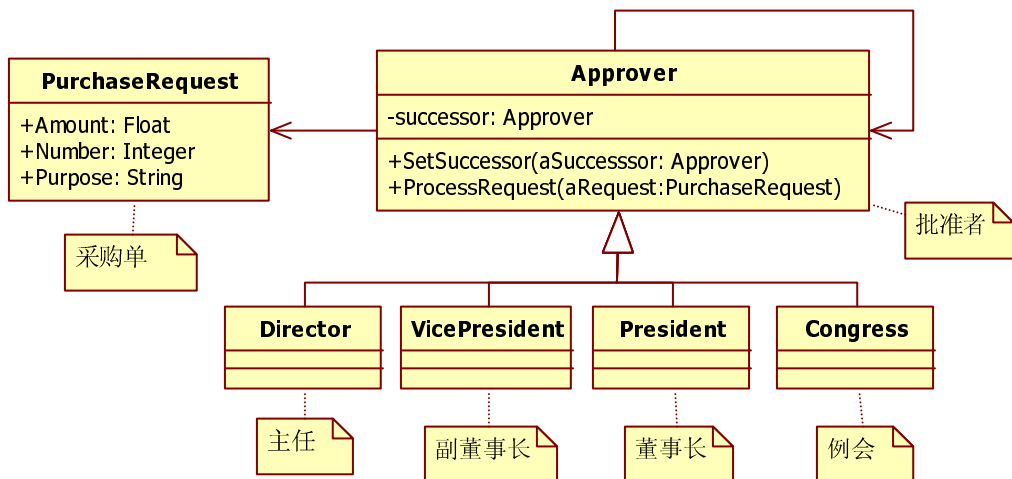 PurchaseRequest
+Amount: Float
+Number: Integer
+Purpose: String
采购单
Approver
-successor: Approver
+SetSuccessor(aSuccesssor: Approver)
+ProcessRequest(aRequest:PurchaseRequest)
批准者
Director
VicePresident
President
Congress
主任
副董事长
董事长
例会